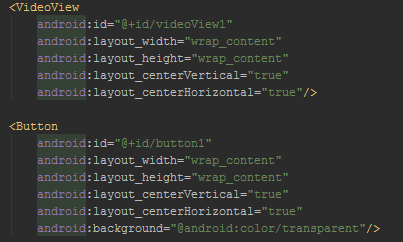 <VideoView
android:id="@+id/videoView1"
android:layout_width="wrap_content"
android:layout_height="wrap_content"
android:layout_centerVertical="true"
android:layout_centerHorizontal="true"/>
<Button
android:id="@+id/button1"
android:layout_width="wrap_content"
android:layout_height="wrap_content"
android:layout_centerVertical="true"
android:layout_centerHorizontal="true"
android:background="@android:color/transparent"/>